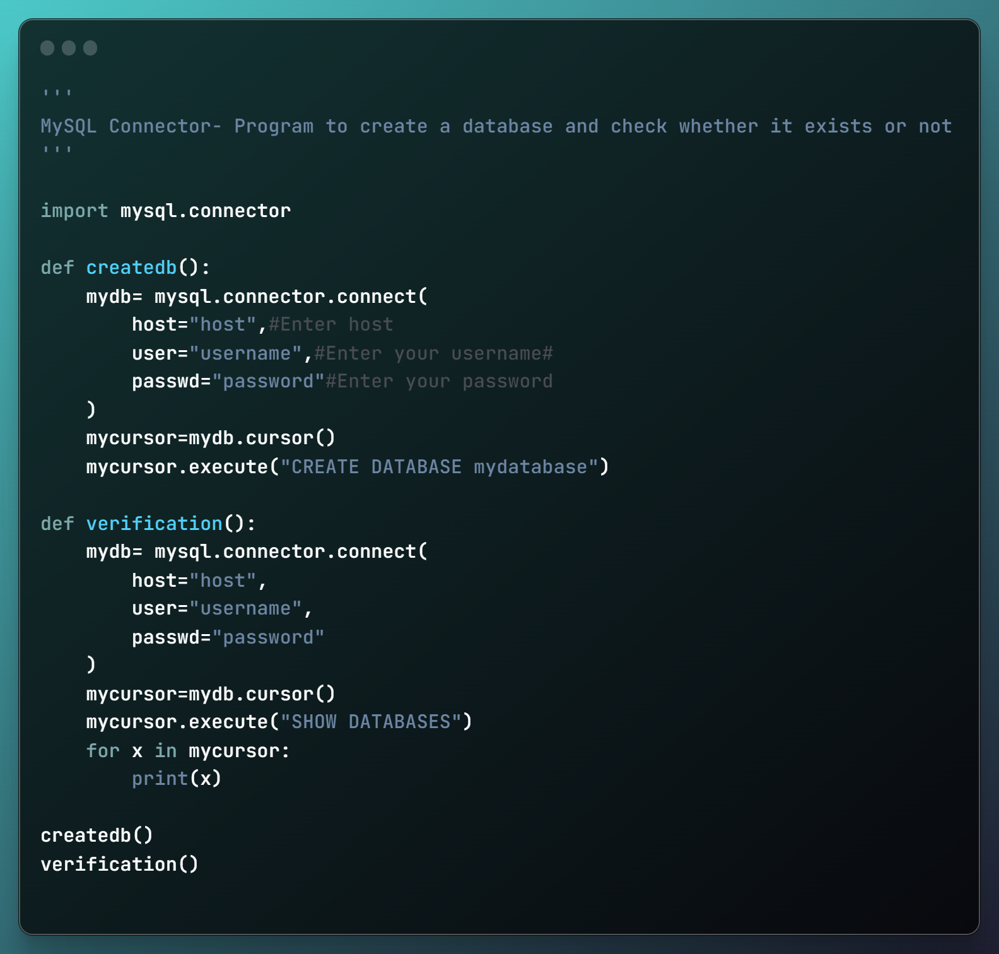 '''
MySQL Connector- Program to create a database and check whether it exists or not
'''
import mysql.connector
def createdb():
    mydb= mysql.connector.connect(
        host="host",#Enter host
        user="username",#Enter your username#
        passwd="password"#Enter your password
    )
    mycursor=mydb.cursor()
    mycursor.execute("CREATE DATABASE mydatabase")
def verification():
    mydb= mysql.connector.connect(
        host="host",
        user="username",
        passwd="password"
    )
    mycursor=mydb.cursor()
    mycursor.execute("SHOW DATABASES")
    for x in mycursor:
        print(x)
createdb()
verification()